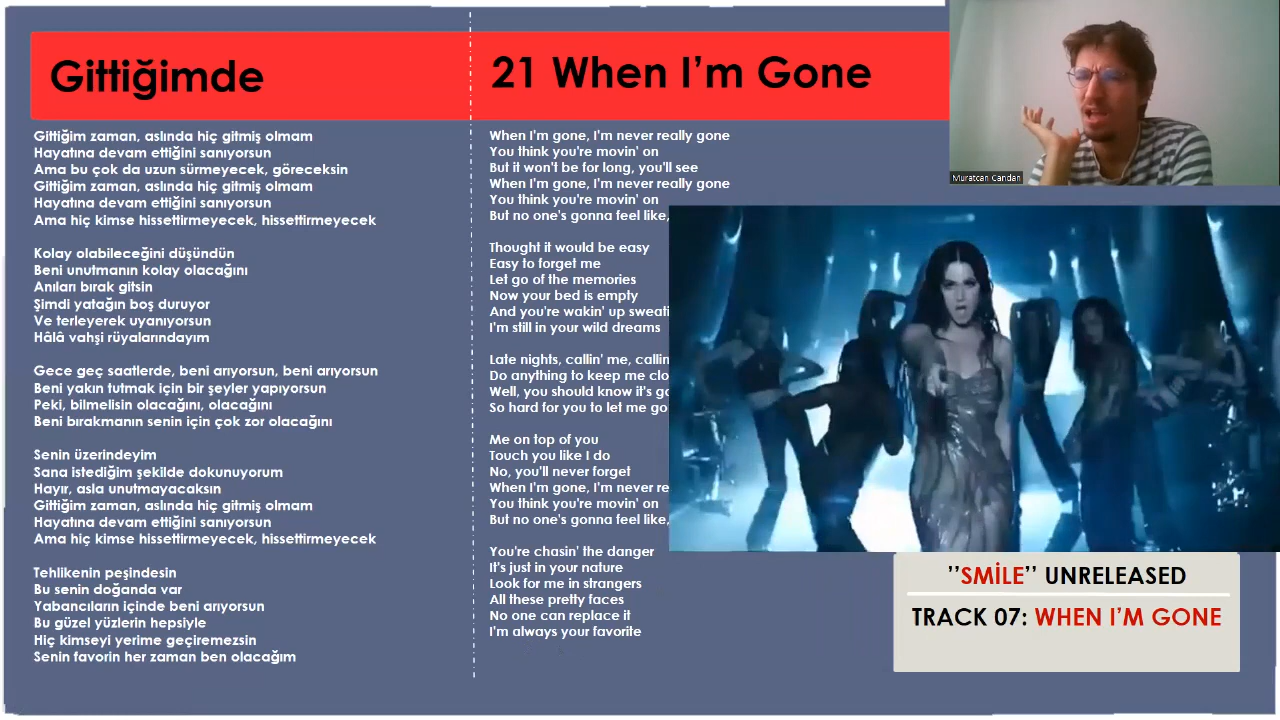 Gittiğimde
Gittiğim zaman, aslında hiç gitmiş olmam
Hayatına devam ettiğini sanıyorsun
Ama bu çok da uzun sürmeyecek, göreceksin
Gittiğim zaman, aslında hiç gitmiş olmam
Hayatına devam ettiğini sanıyorsun
Ama hiç kimse hissettirmeyecek, hissettirmeyecek
Kolay olabileceğini düşündün
Beni unutmanın kolay olacağını
Anıları bırak gitsin
Şimdi yatağın boş duruyor
Ve terleyerek uyanıyorsun
Hâlâ vahşi rüyalarındayım
Gece geç saatlerde, beni arıyorsun, beni arıyorsun
Beni yakın tutmak için bir şeyler yapıyorsun
Peki, bilmelisin olacağını, olacağını
Beni bırakmanın senin için çok zor olacağını
Senin üzerindeyim
Sana istediğim şekilde dokunuyorum
Hayır, asla unutmayacaksın
Gittiğim zaman, aslında hiç gitmiş olmam
Hayatına devam ettiğini sanıyorsun
Ama hiç kimse hissettirmeyecek, hissettirmeyecek
Tehlikenin peşindesin
Bu senin doğanda var
Yabancıların içinde beni arıyorsun
Bu güzel yüzlerin hepsiyle
Hiç kimseyi yerime geçiremezsin
Senin favorin her zaman ben olacağım
21 When I'm Gone
When I'm gone, I'm never really gone
You think you're movin' on
But it won't be for long, you'll see
When I'm gone, I'm never really gone
You think you're movin' on
But no one's gonna feel like,
Thought it would be easy
Easy to forget me
Let go of the memories
Now your bed is empty
And you're wakin' up sweati
I'm still in your wild dreams
Late nights, callin' me, callin
Do anything to keep me clo
Well, you should know it's go
So hard for you to let me go
Me on top of you
Touch you like I do
No, you'll never forget
When I'm gone, I'm never re
You think you're movin' on
But no one's gonna feel like,
You're chasin' the danger
It's just in your nature
Look for me in strangers
All these pretty faces
No one can replace it
I'm always your favorite
Muratcan Candan
''SMİLE'' UNRELEASED
TRACK 07: WHEN I'M GONE